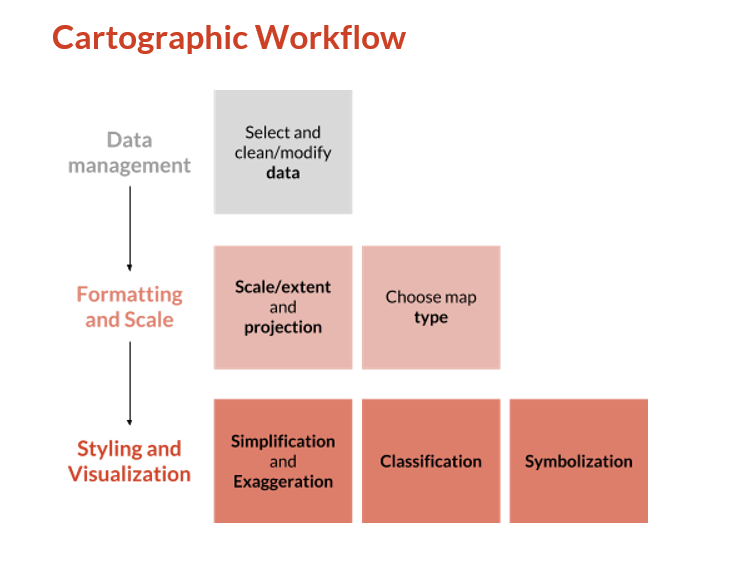 Cartographic Workflow
Data
management
Select and
clean/modify
data
Formatting
and Scale
Scale/extent
and
projection
Choose map
type
Styling and
Visualization
Simplification
and
Exaggeration
Classification
Symbolization